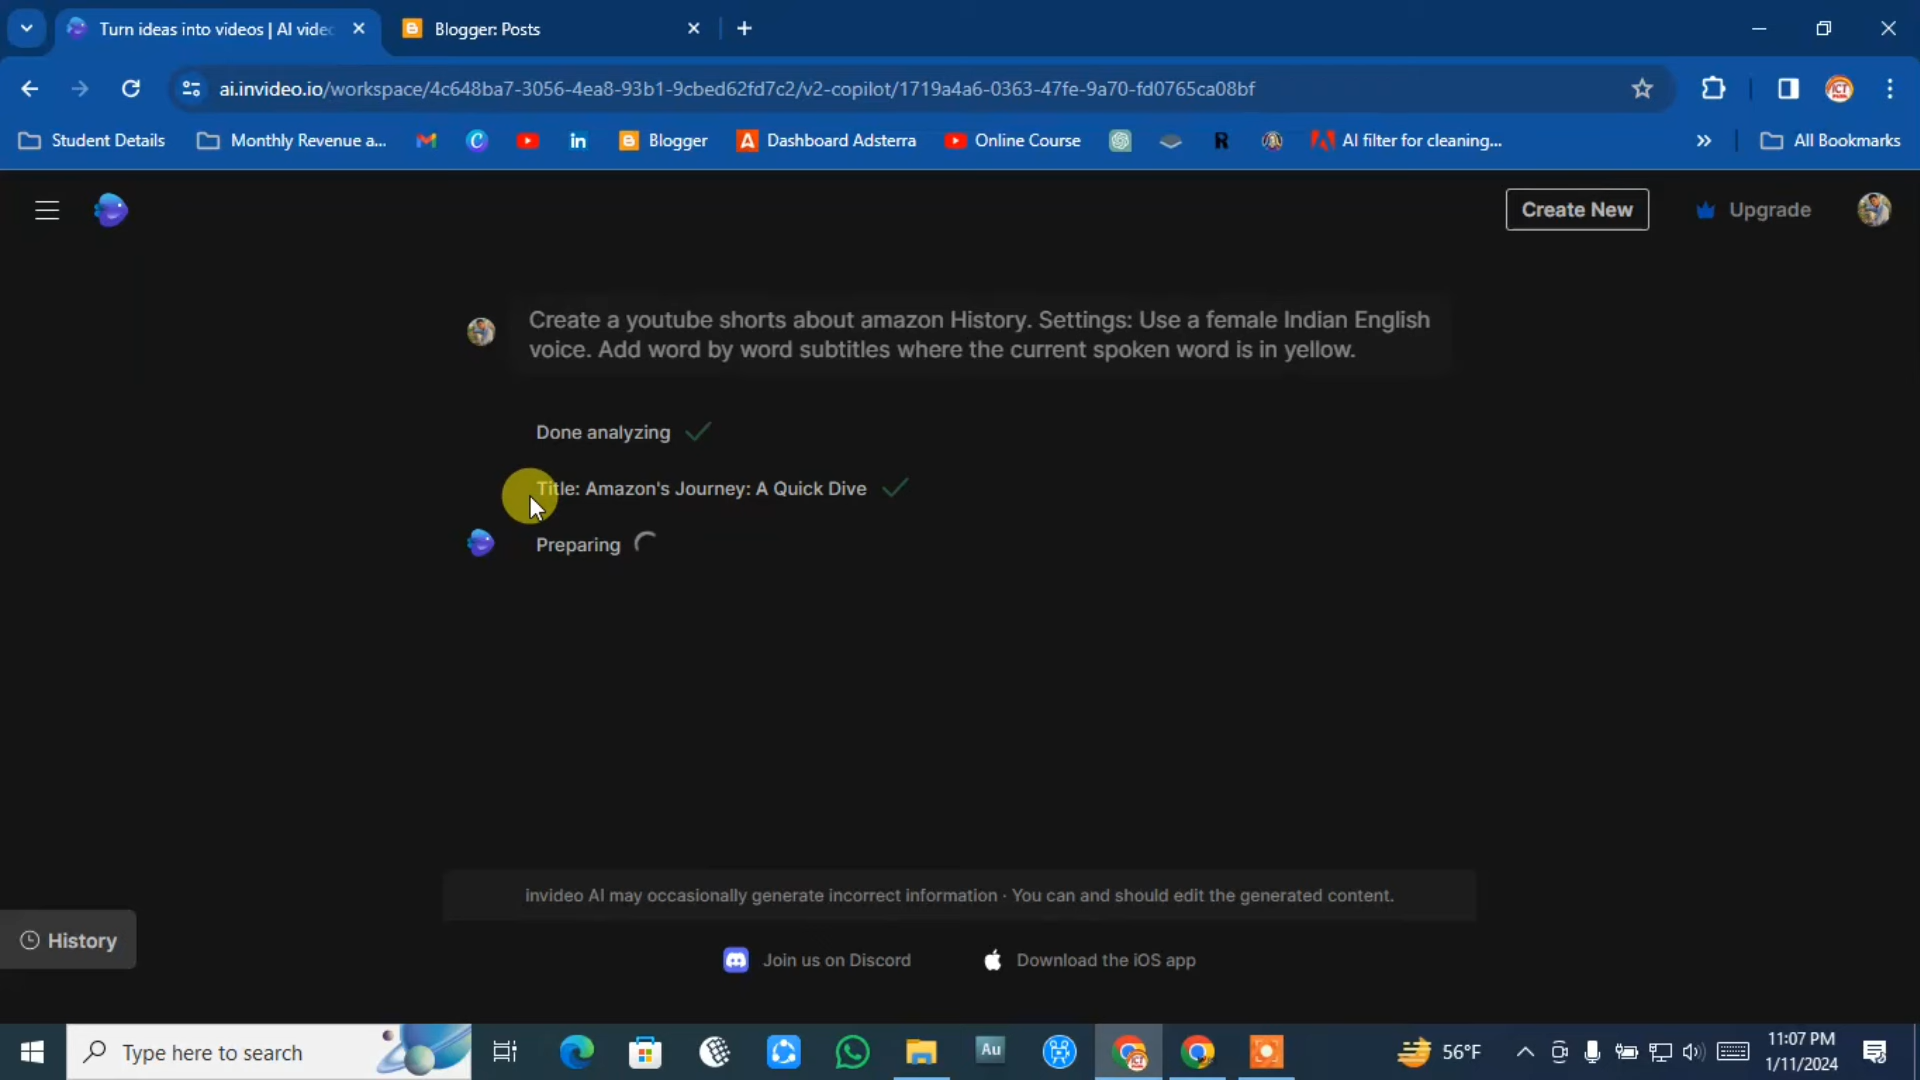 Turn ideas into videos | AI vide
Blogger: Posts
ai.invideo.io/workspace/4c648ba7-3056-4ea8-93b1-9cbed62fd7c2/v2-copilot/1719a4a6-0363-47fe-9a70-fd0765ca08bf
Student Details
Monthly Revenue a...
Blogger
Dashboard Adsterra
Online Course
AI filter for cleaning...
All Bookmarks
Create New
Upgrade
Create a youtube shorts about amazon History. Settings: Use a female Indian English
voice. Add word by word subtitles where the current spoken word is in yellow.
Done analyzing
Title: Amazon's Journey: A Quick Dive
Preparing
invideo AI may occasionally generate incorrect information · You can and should edit the generated content.
History
Join us on Discord
Download the iOS app
Type here to search
Au
56°F
11:07 PM
1/11/2024